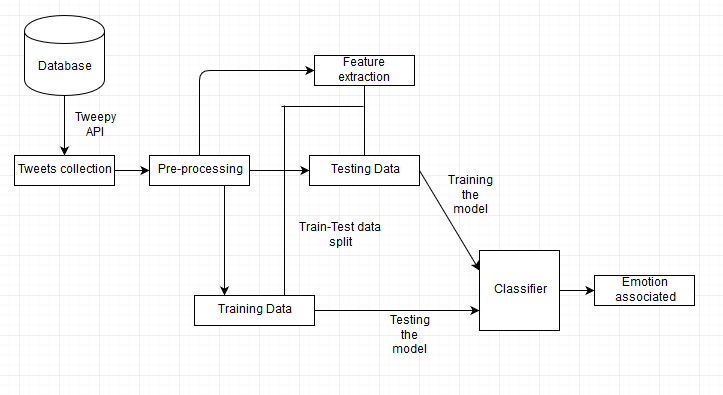 Database
Feature
extraction
Tweepy
API
Tweets collection
Pre-processing
Testing Data
Training
the
model
Train-Test data
split
Classifier
Emotion
associated
Training Data
Testing
the
model